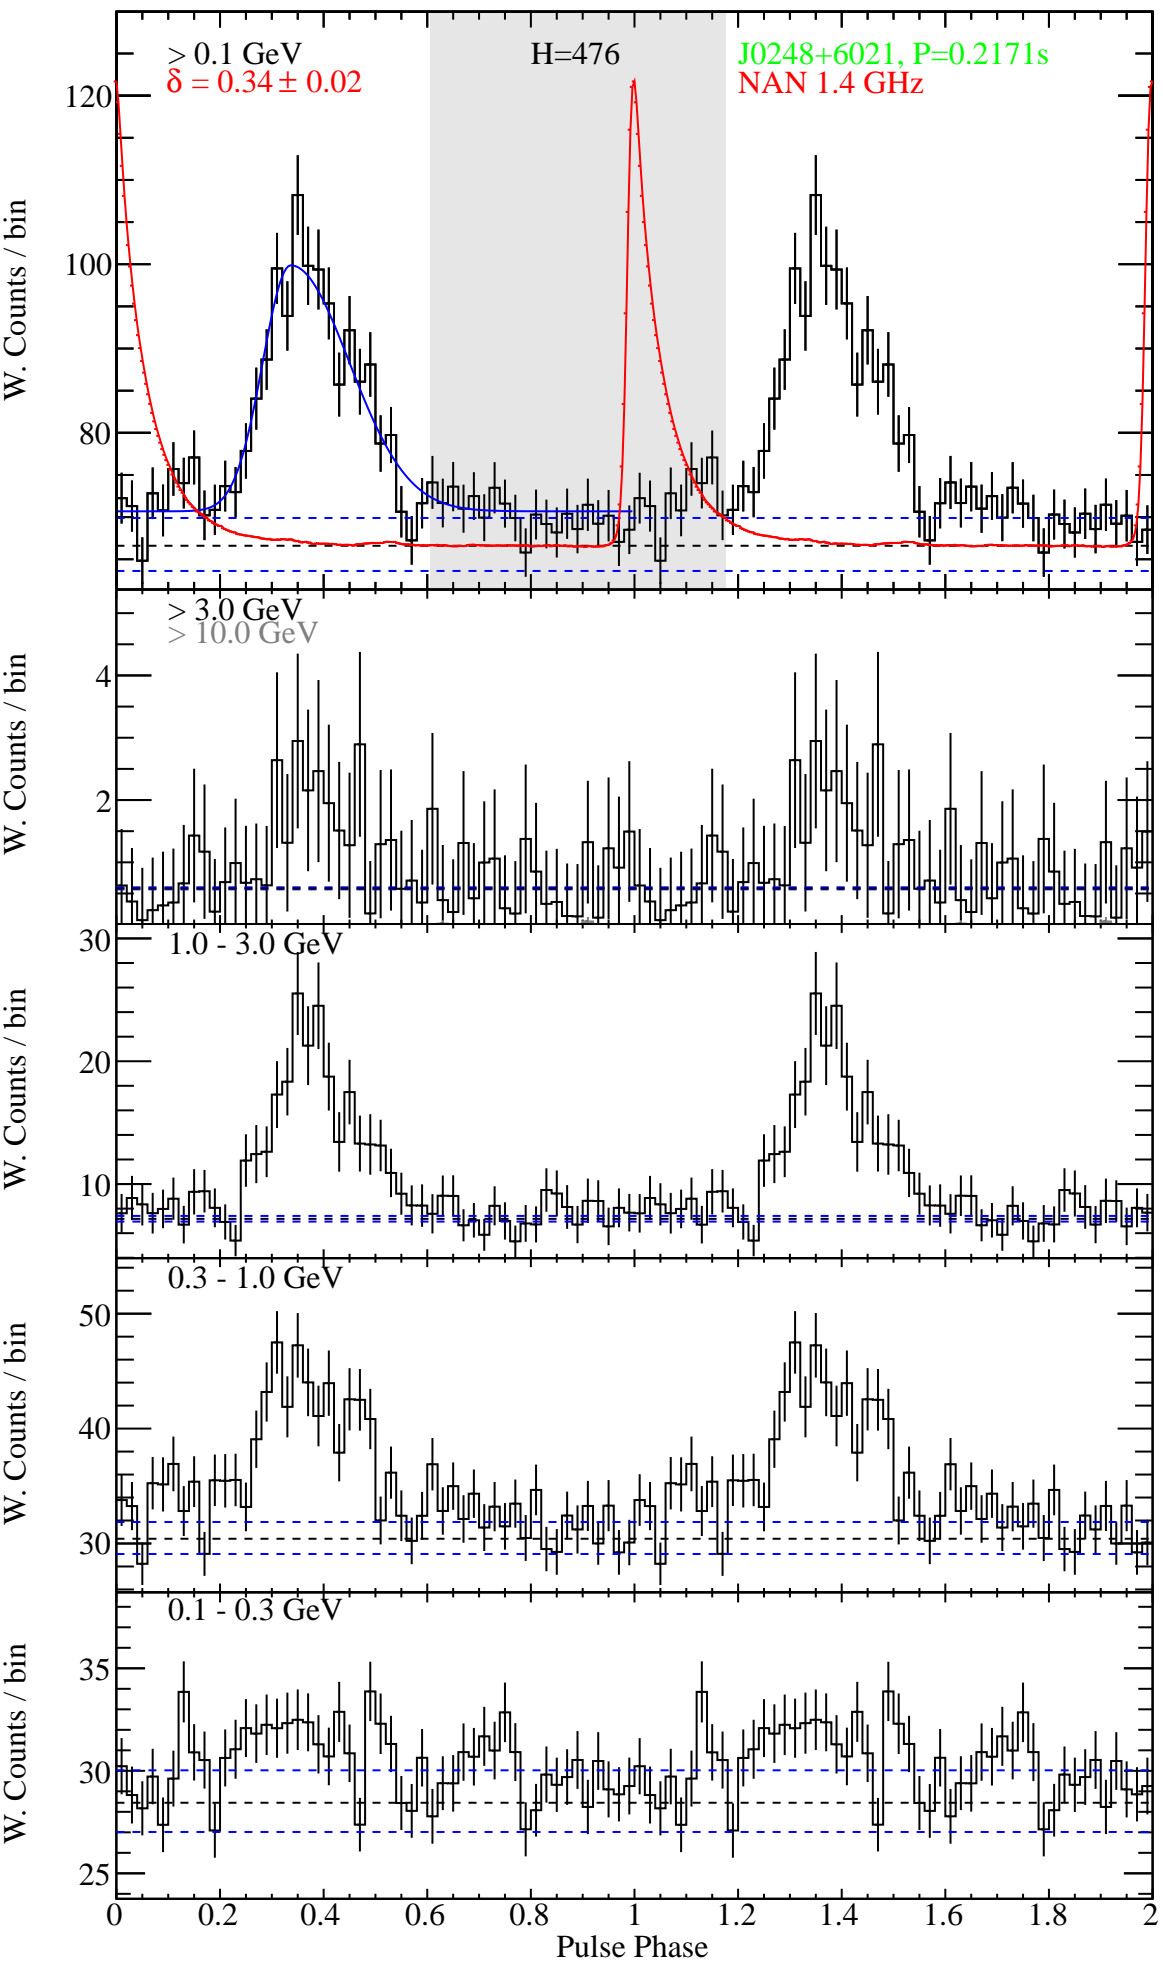 > 0.1 GeV
δ = 0.34 ± 0.02
H=476
J0248+6021, P=0.2171s
NAN 1.4 GHz
W. Counts / bin
120
100
80
> 3.0 GeV
> 10.0 GeV
W. Counts / bin
4
2
1.0 - 3.0 GeV
W. Counts / bin
30
20
10
0.3 - 1.0 GeV
W. Counts / bin
50
40
30
0.1 - 0.3 GeV
W. Counts / bin
35
30
25
0 0.2 0.4 0.6 0.8 1 1.2 1.4 1.6 1.8 2
Pulse Phase